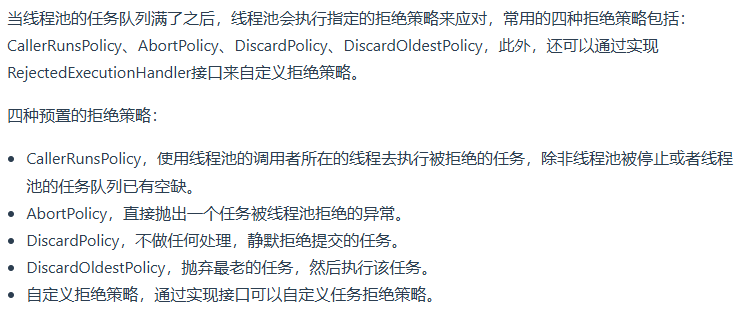 当线程池的任务队列满了之后，线程池会执行指定的拒绝策略来应对，常用的四种拒绝策略包括：
CallerRunsPolicy、AbortPolicy、DiscardPolicy、DiscardOldestPolicy，此外，还可以通过实现
RejectedExecutionHandler接口来自定义拒绝策略。
四种预置的拒绝策略：
• CallerRunsPolicy，使用线程池的调用者所在的线程去执行被拒绝的任务，除非线程池被停止或者线程
池的任务队列已有空缺。
• AbortPolicy，直接抛出一个任务被线程池拒绝的异常。
• DiscardPolicy，不做任何处理，静默拒绝提交的任务。
• DiscardOldestPolicy，抛弃最老的任务，然后执行该任务。
• 自定义拒绝策略，通过实现接口可以自定义任务拒绝策略。